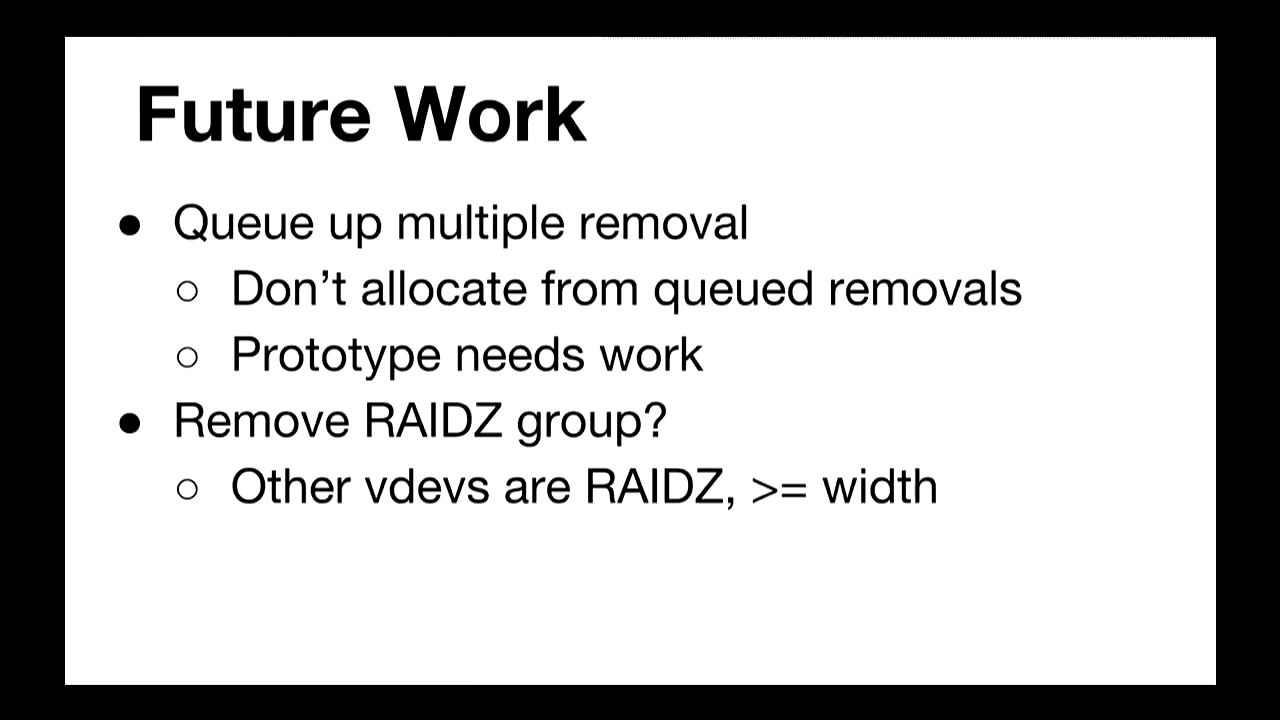 Future Work
● Queue up multiple removal
○ Don’t allocate from queued removals
○ Prototype needs work
● Remove RAIDZ group?
○ Other vdevs are RAIDZ, >= width